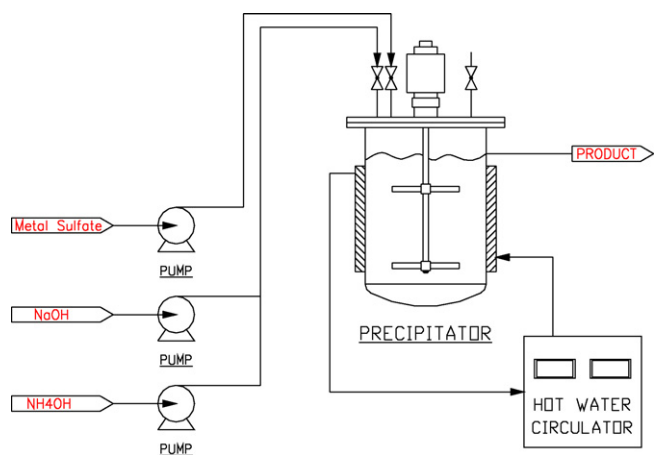 Metal Sulfate
PUMP
NaOH
PUMP
NH4OH
PUMP
PRODUCT
PRECIPITATOR
HOT WATER
CIRCULATOR